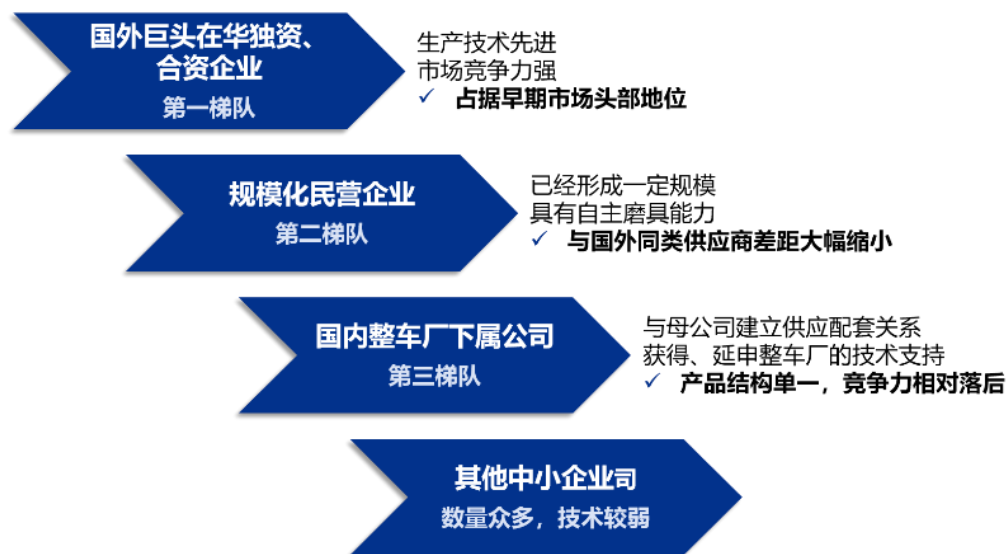 国外巨头在华独资、
合资企业
第一梯队
生产技术先进
市场竞争力强
✓ 占据早期市场头部地位
规模化民营企业
第二梯队
已经形成一定规模
具有自主磨具能力
✓ 与国外同类供应商差距大幅缩小
国内整车厂下属公司
第三梯队
与母公司建立供应配套关系
获得、延申整车厂的技术支持
✓ 产品结构单一，竞争力相对落后
其他中小企业司
数量众多，技术较弱